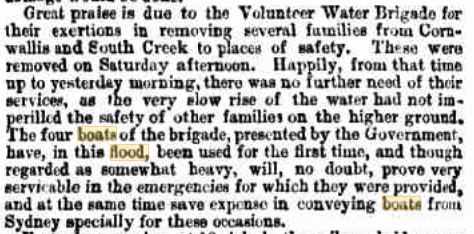 Great praise is due to the Volunteer Water Brigade for
their exertions in removing several families from Corn-
wallis and South Creek to places of safety. These were
removed on Saturday afternoon. Happily, from that time
up to yesterday morning, there was no further need of their
services, as the very slow rise of the water had not im-
perilled the safety of other families on the higher ground.
The four boats of the brigade, presented by the Government,
have, in this flood, been used for the first time, and though
regarded as somewhat heavy, will, no doubt, prove very
servicable in the emergencies for which they were provided,
and at the same time save expense in conveying boats from
Sydney specially for these occasions.